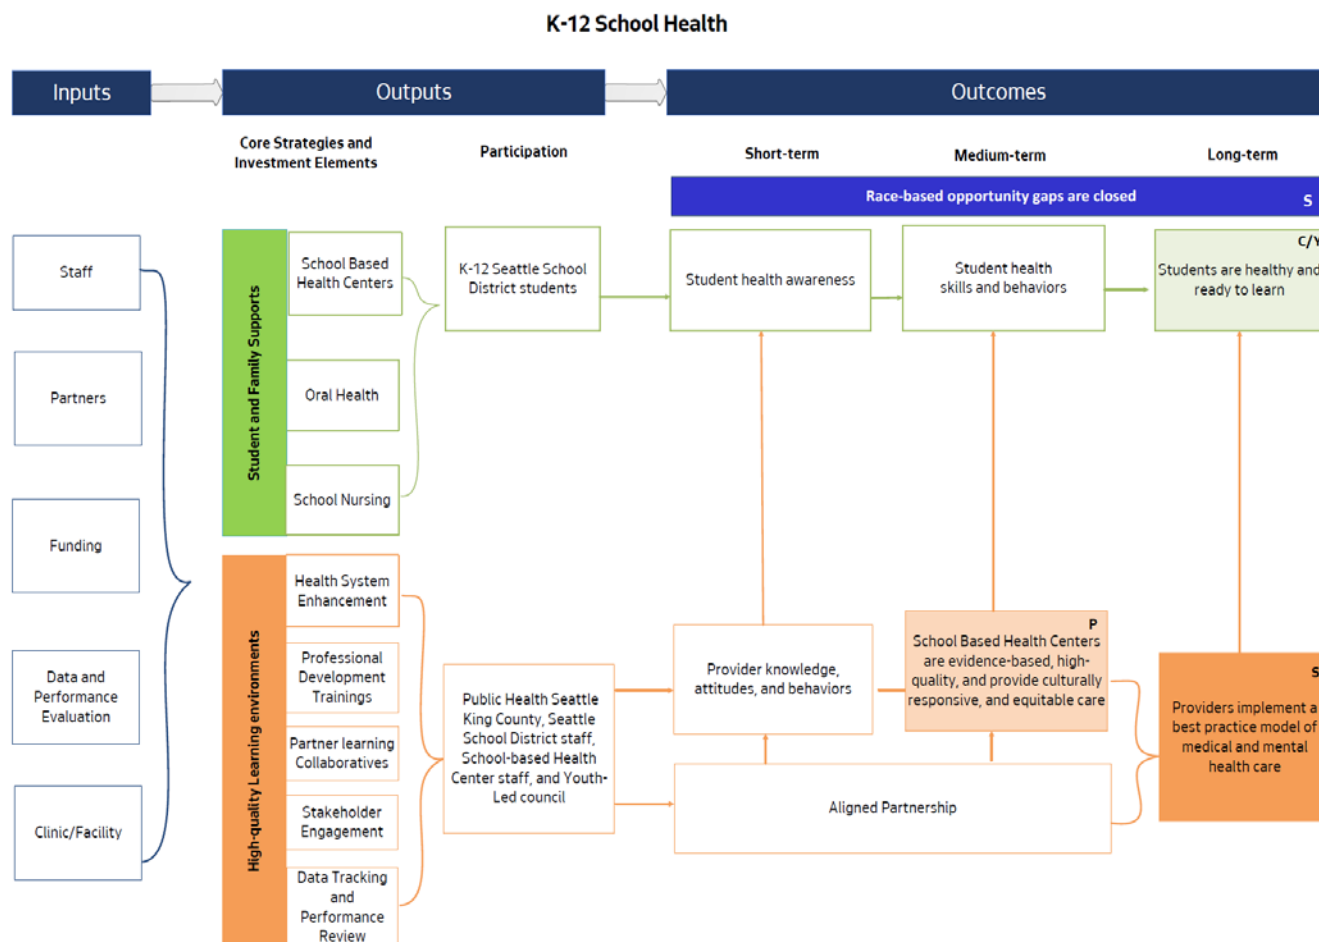 K-12 School Health
Inputs
Outputs
Outcomes
Core Strategies and
Investment Elements
Participation
Short-term
Medium-term
Long-term
Race-based opportunity gaps are closed
S
Staff
Partners
Funding
Data and
Performance
Evaluation
Clinic/Facility
Student and Family Supports
School Based
Health Centers
Oral Health
School Nursing
K-12 Seattle School
District students
Student health awareness
Student health
skills and behaviors
C/Y
Students are healthy and
ready to learn
High-quality Learning environments
Health System
Enhancement
Professional
Development
Trainings
Partner learning
Collaboratives
Stakeholder
Engagement
Data Tracking
and
Performance
Review
Public Health Seattle
King County, Seattle
School District staff,
School-based Health
Center staff, and Youth-
Led council
Provider knowledge,
attitudes, and behaviors
P
School Based Health Centers
are evidence-based, high-
quality, and provide culturally
responsive, and equitable care
Aligned Partnership
S
Providers implement a
best practice model of
medical and mental
health care